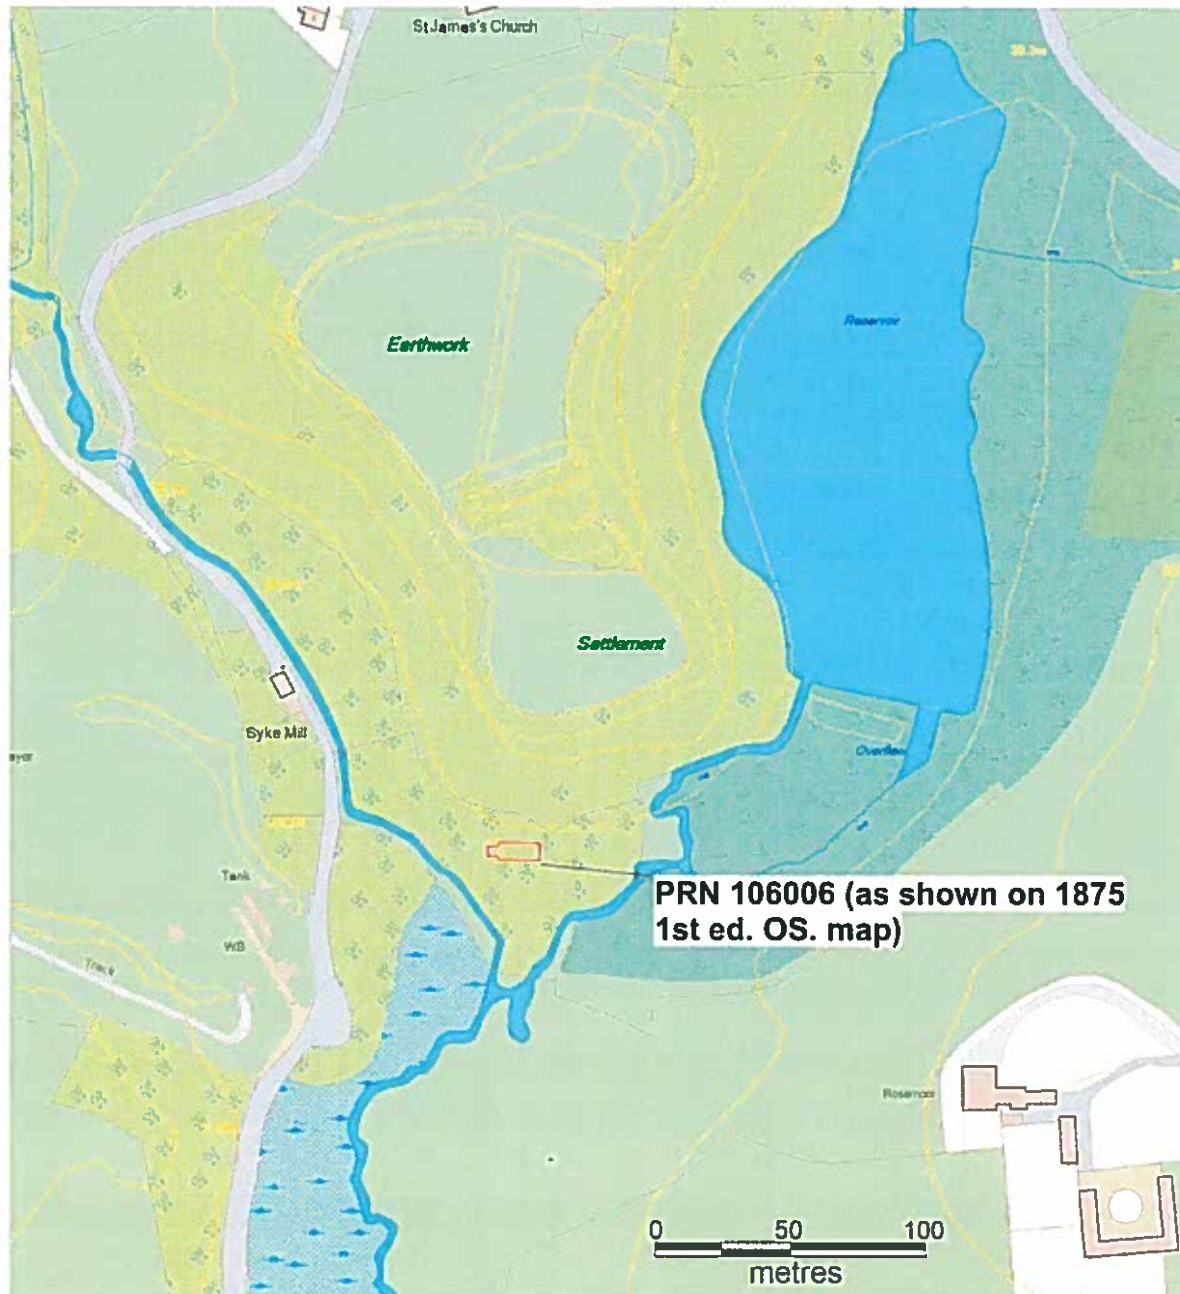 St James's Church
Earthwork
Reservoir
Settlement
Syke Mill
Overflow
Tank
PRN 106006 (as shown on 1875
1st ed. OS. map)
WB
Track
Rosemoor
0 50 100
metres